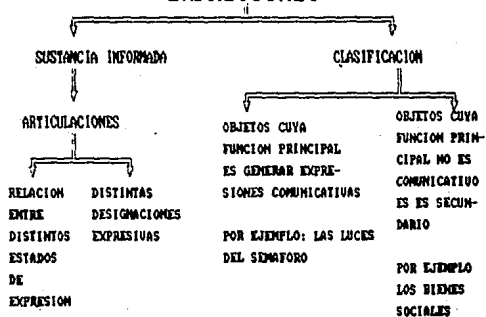 SUSTANCIA INFORMADA
CLASIFICACION
ARTICULACIONES
RELACION
ENTRE
DISTINTOS
ESTADOS
DE
EXPRESION
DISTINTAS
DESIGNACIONES
EXPRESIVAS
OBJETOS CUYA
FUNCION PRINCIPAL
ES GENERAR EXPRE-
SIONES COMUNICATIVAS
POR EJEMPLO: LAS LUCES
DEL SEMAFORO
OBJETOS CUYA
FUNCION PRIN-
CIPAL NO ES
COMUNICATIVO
ES ES SECUN-
DARIO
POR EJEMPLO
LOS BIENES
SOCIALES